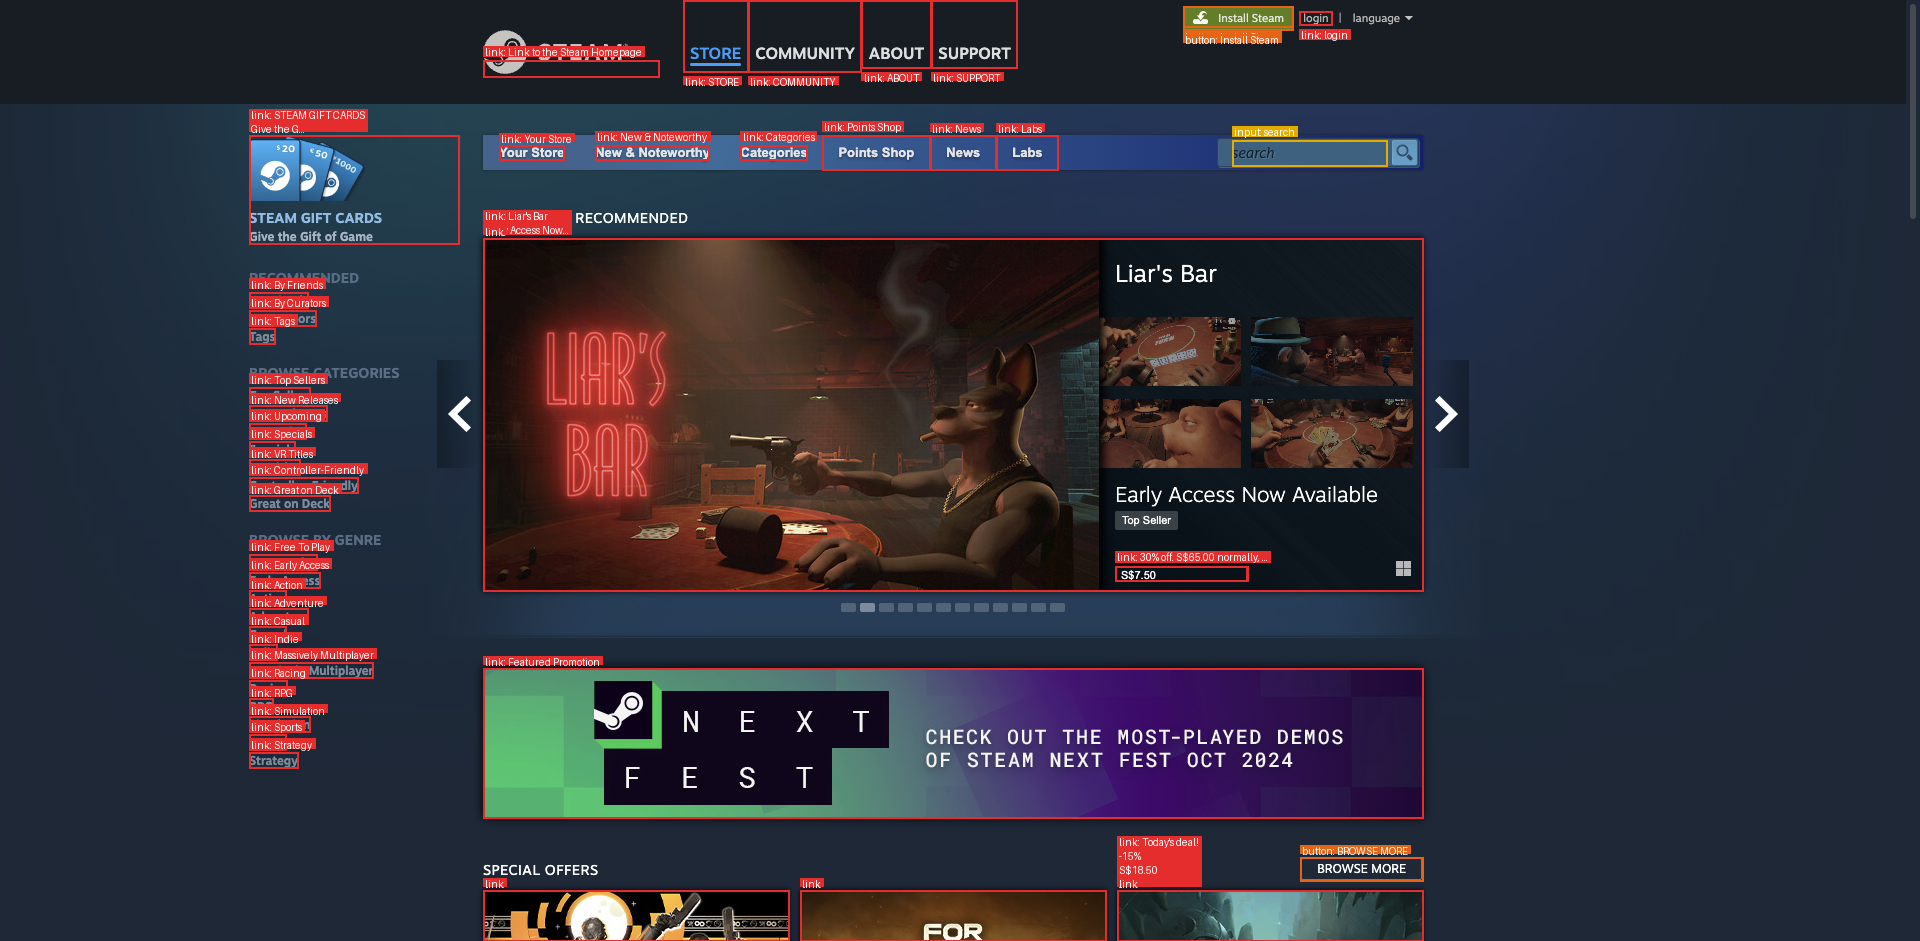 STEAM
link: Link to the Steam Homepage
STORE
COMMUNITY
ABOUT
SUPPORT
link: STORE
link: COMMUNITY
link: ABOUT
link: SUPPORT
Install Steam
button: Install Steam
login
link: login
|
language
link: STEAM GIFT CARDS
Give the G...
$20
€50
STEAM GIFT CARDS
Give the Gift of Game
link: Your Store
Your Store
link: New & Noteworthy
New & Noteworthy
link: Categories
Categories
link: Points Shop
Points Shop
link: News
News
link: Labs
Labs
input search
search
link: Liar's Bar
Access Now...
link:
RECOMMENDED
LIAR'S
BAR
Liar's Bar
Early Access Now Available
Top Seller
link: 30% off. S$65.00 normally, ...
S$7.50
RECOMMENDED
link: By Friends
link: By Curators
link: Tags
Tags
BROWSE CATEGORIES
link: Top Sellers
link: New Releases
link: Upcoming
link: Specials
link: VR Titles
link: Controller-Friendly
link: Great on Deck
Great on Deck
BROWSE BY GENRE
link: Free To Play
link: Early Access
link: Action
link: Adventure
link: Casual
link: Indie
link: Massively Multiplayer
Multiplayer
link: Racing
link: RPG
link: Simulation
link: Sports
link: Strategy
Strategy
link: Featured Promotion
NEXT
FEST
CHECK OUT THE MOST-PLAYED DEMOS
OF STEAM NEXT FEST OCT 2024
SPECIAL OFFERS
link
link
link: Today's deal!
-15%
S$18.50
link
button: BROWSE MORE
BROWSE MORE
FOR